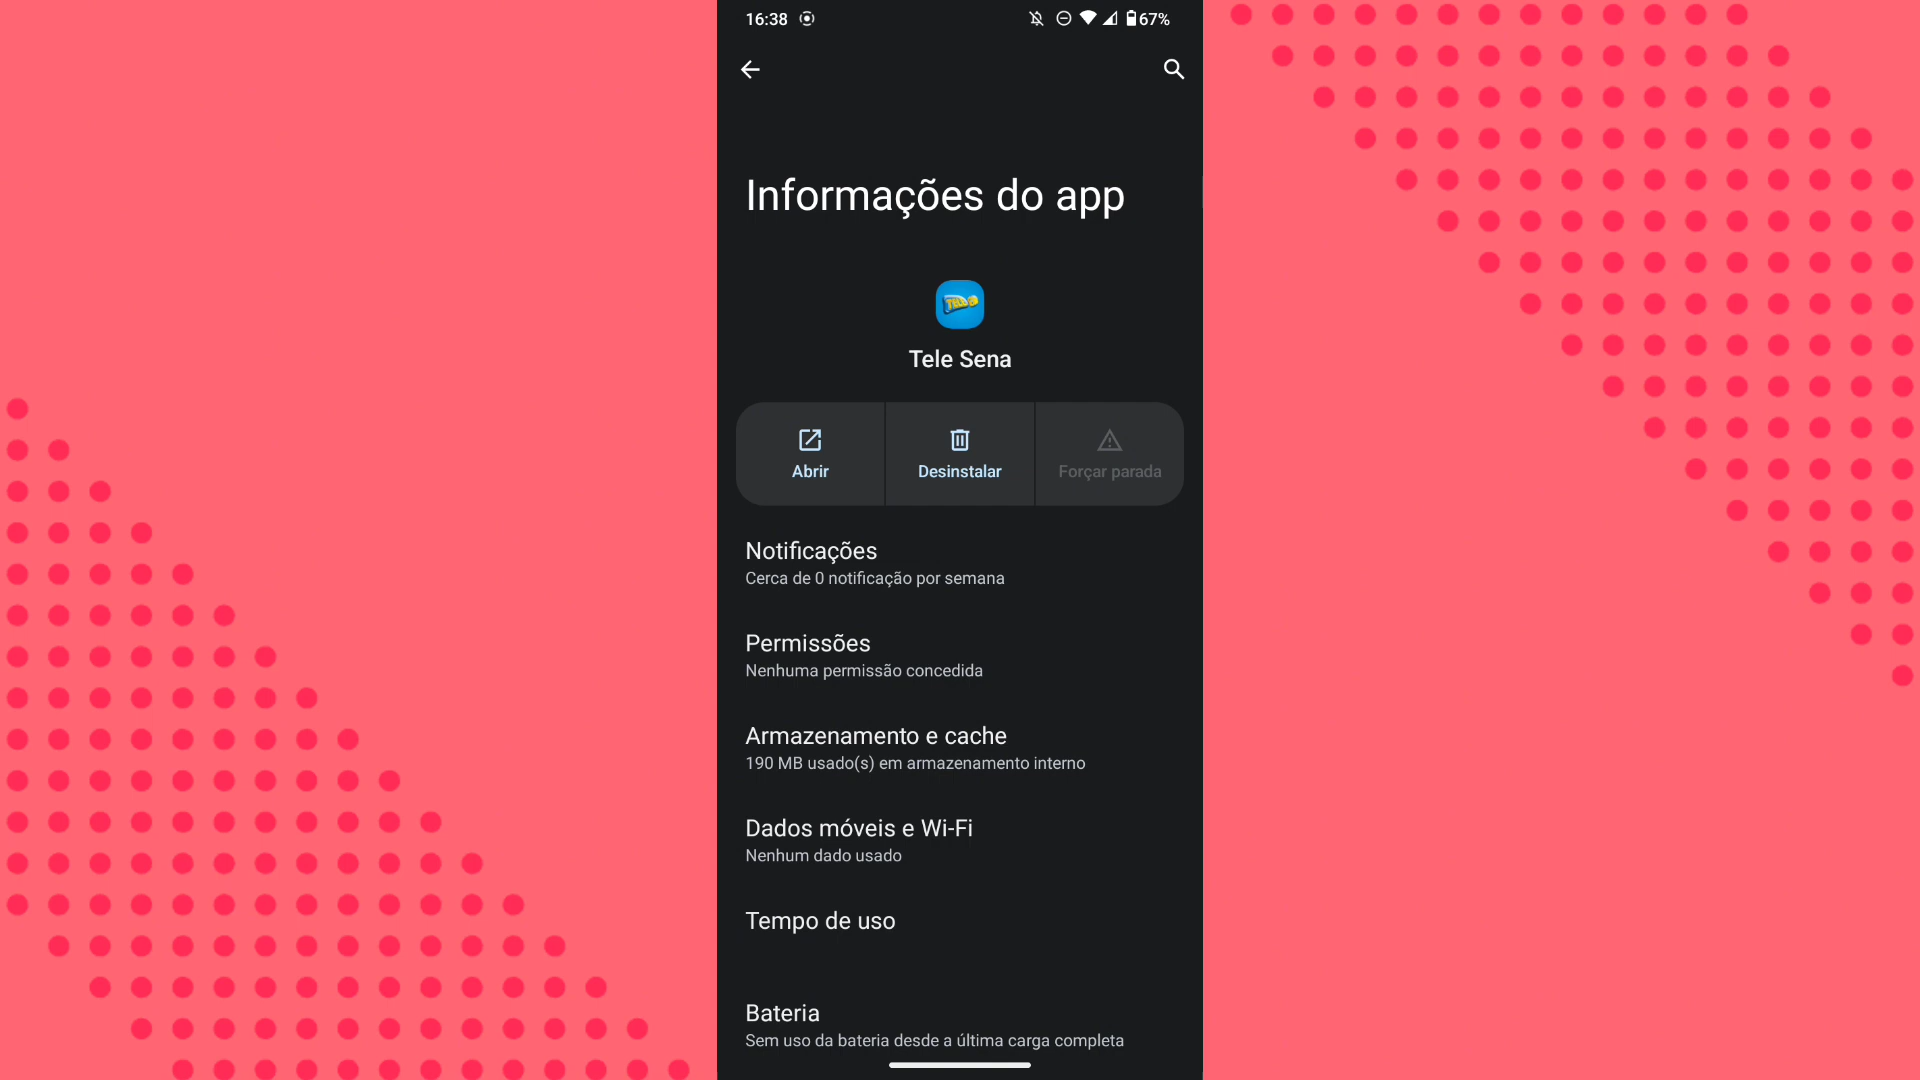 16:38
67%
Informações do app
TELE
Tele Sena
Abrir
Desinstalar
Forçar parada
Notificações
Cerca de 0 notificação por semana
Permissões
Nenhuma permissão concedida
Armazenamento e cache
190 MB usado(s) em armazenamento interno
Dados móveis e Wi-Fi
Nenhum dado usado
Tempo de uso
Bateria
Sem uso da bateria desde a última carga completa